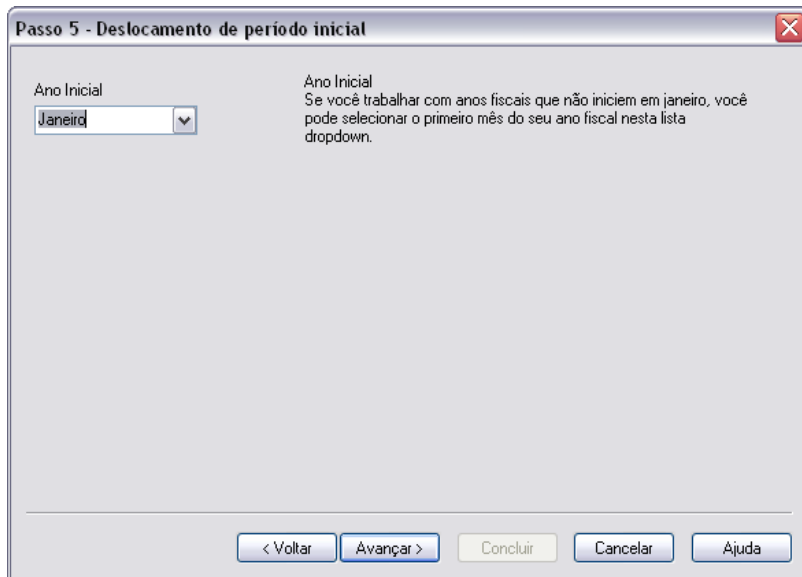 Passo 5 - Deslocamento de período inicial
Ano Inicial
Janeiro
Ano Inicial
Se você trabalhar com anos fiscais que não iniciem em janeiro, você
pode selecionar o primeiro mês do seu ano fiscal nesta lista
dropdown.
< Voltar
Avançar >
Concluir
Cancelar
Ajuda